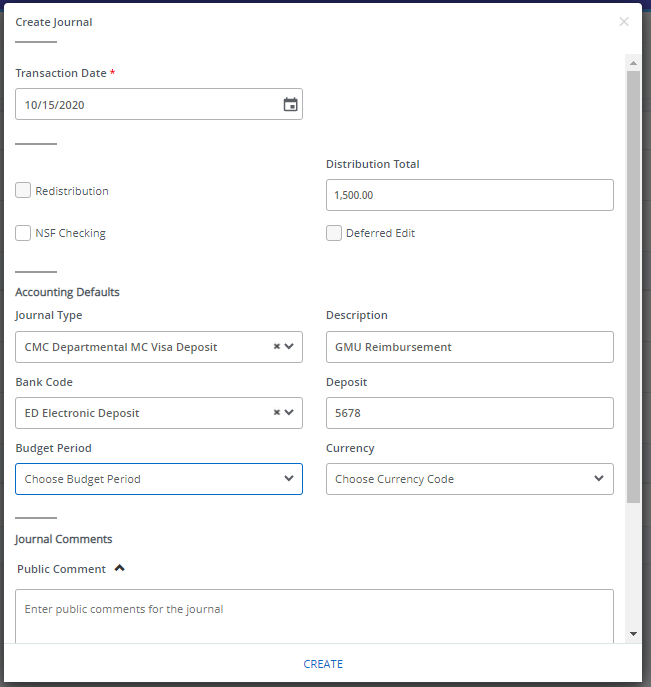 Create Journal
Transaction Date *
10/15/2020
Distribution Total
Redistribution
1,500.00
NSF Checking
Deferred Edit
Accounting Defaults
Journal Type
Description
CMC Departmental MC Visa Deposit
GMU Reimbursement
Bank Code
Deposit
ED Electronic Deposit
5678
Budget Period
Currency
Choose Budget Period
Choose Currency Code
Journal Comments
Public Comment
Enter public comments for the journal
CREATE